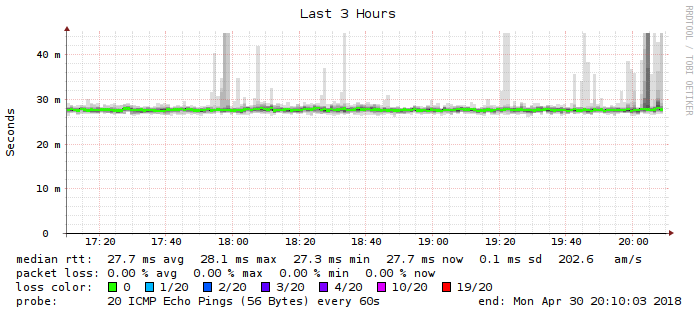 Last 3 Hours
RRDTOOL / TOBI OETIKER
Seconds
40 m
30 m
20 m
10 m
0
17:20 17:40 18:00 18:20 18:40 19:00 19:20 19:40 20:00
median rtt: 27.7 ms avg 28.1 ms max 27.3 ms min 27.7 ms now 0.1 ms sd 202.6 am/s
packet loss: 0.00 % avg 0.00 % max 0.00 % min 0.00 % now
loss color: 0 1/20 2/20 3/20 4/20 10/20 19/20
probe: 20 ICMP Echo Pings (56 Bytes) every 60s end: Mon Apr 30 20:10:03 2018